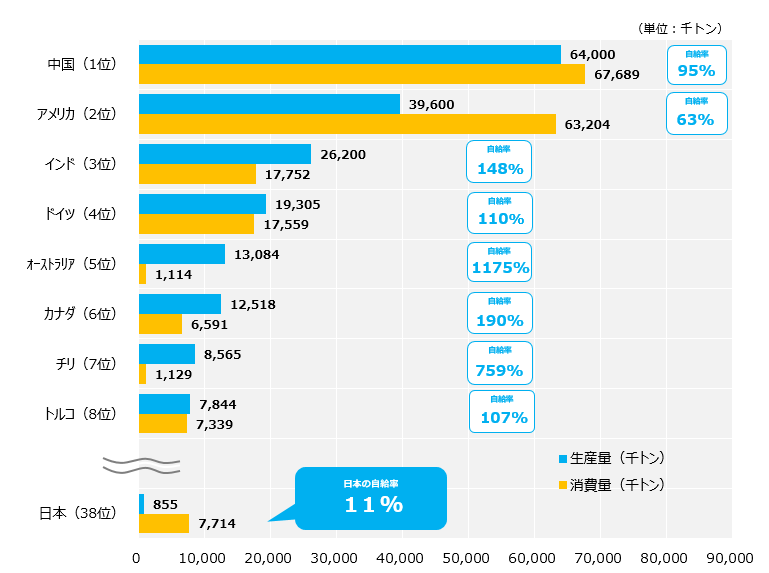 （単位：千トン）
中国（1位）
64,000
67,689
自給率
95%
アメリカ（2位）
39,600
63,204
自給率
63%
インド（3位）
26,200
17,752
自給率
148%
ドイツ（4位）
19,305
17,559
自給率
110%
ｵｰｽﾄﾗﾘｱ（5位）
13,084
1,114
自給率
1175%
カナダ（6位）
12,518
6,591
自給率
190%
チリ（7位）
8,565
1,129
自給率
759%
トルコ（8位）
7,844
7,339
自給率
107%
生産量（千トン）
消費量（千トン）
日本（38位）
855
7,714
日本の自給率
１１％
0 10,000 20,000 30,000 40,000 50,000 60,000 70,000 80,000 90,000